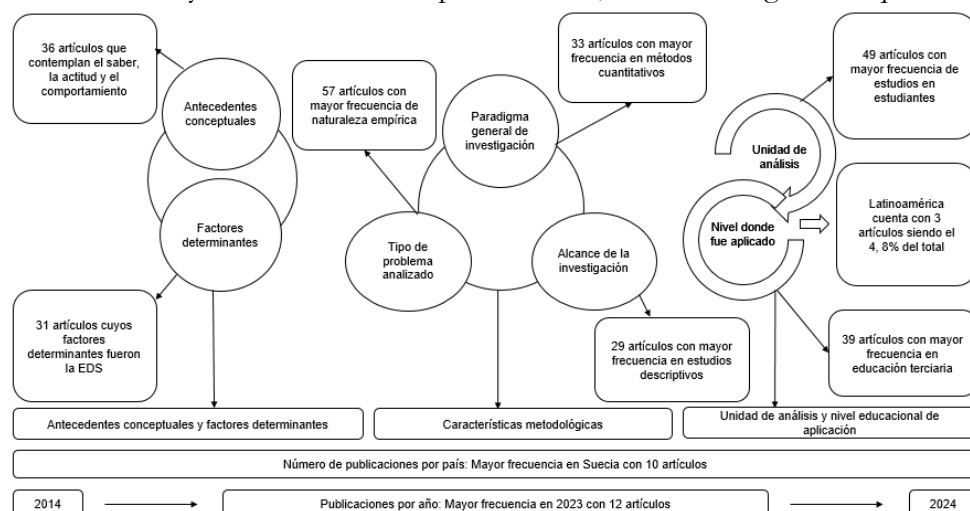 36 artículos que
contemplan el saber,
la actitud y el
comportamiento
Antecedentes
conceptuales
Factores
determinantes
31 artículos cuyos
factores
determinantes fueron
la EDS
57 artículos con
mayor frecuencia de
naturaleza empírica
33 artículos con mayor
frecuencia en métodos
cuantitativos
Paradigma
general de
investigación
Tipo de
problema
analizado
Alcance de la
investigación
29 artículos con mayor
frecuencia en estudios
descriptivos
49 artículos con
mayor frecuencia de
estudios en
estudiantes
Unidad de
análisis
Nivel donde
fue aplicado
Latinoamérica
cuenta con 3
artículos siendo el
4, 8% del total
39 artículos con mayor
frecuencia en
educación terciaria
Antecedentes conceptuales y factores determinantes
Características metodológicas
Unidad de análisis y nivel educacional de
aplicación
Número de publicaciones por país: Mayor frecuencia en Suecia con 10 artículos
2014
Publicaciones por año: Mayor frecuencia en 2023 con 12 artículos
2024